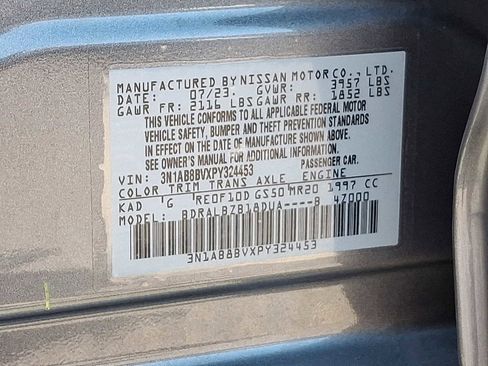 MANUFACTURED BY NISSAN MOTOR CO., LTD.
DATE: 07/23 GVWR: 3957 LBS
GAWR FR: 2116 LBS GAWR RR: 1852 LBS
THIS VEHICLE CONFORMS TO ALL APPLICABLE FEDERAL MOTOR
VEHICLE SAFETY, BUMPER AND THEFT PREVENTION STANDARDS
IN EFFECT ON THE DATE OF MANUFACTURE SHOWN ABOVE.
SEE OWNER'S MANUAL FOR ADDITIONAL INFORMATION
VIN: 3N1AB8BVXPY324453 PASSENGER CAR.
COLOR TRIM TRANS AXLE ENGINE
KAD G RE0F10D GS50 MR20 1997 CC
MODEL: BDRALBZB18DUA----B 4Z000
3N1AB8BVXPY324453